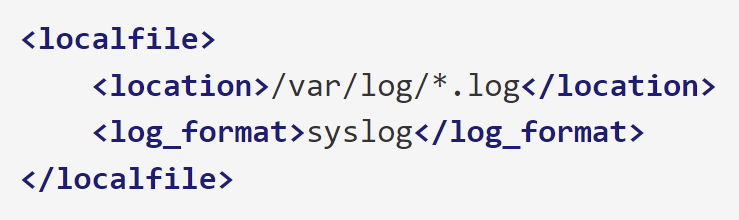 <localfile>
    <location>/var/log/*.log</location>
    <log_format>syslog</log_format>
</localfile>